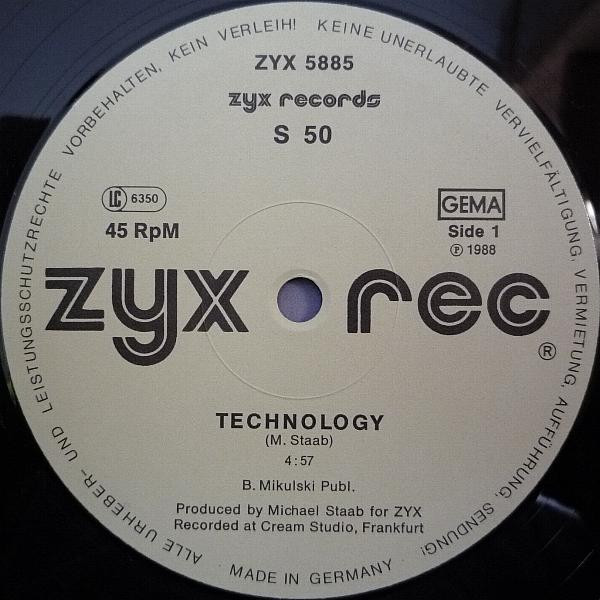 ALLE URHEBER- UND LEISTUNGSSCHUTZRECHTE VORBEHALTEN, KEIN VERLEIH! KEINE UNERLAUBTE VERVIELFÄLTIGUNG, VERMIETUNG, AUFFÜHRUNG, SENDUNG!
ZYX 5885
zyx records
S 50
LC 6350
GEMA
45 RpM
Side 1
℗ 1988
zyx rec
®
TECHNOLOGY
(M. Staab)
4:57
B. Mikulski Publ.
Produced by Michael Staab for ZYX
Recorded at Cream Studio, Frankfurt
· MADE IN GERMANY ·